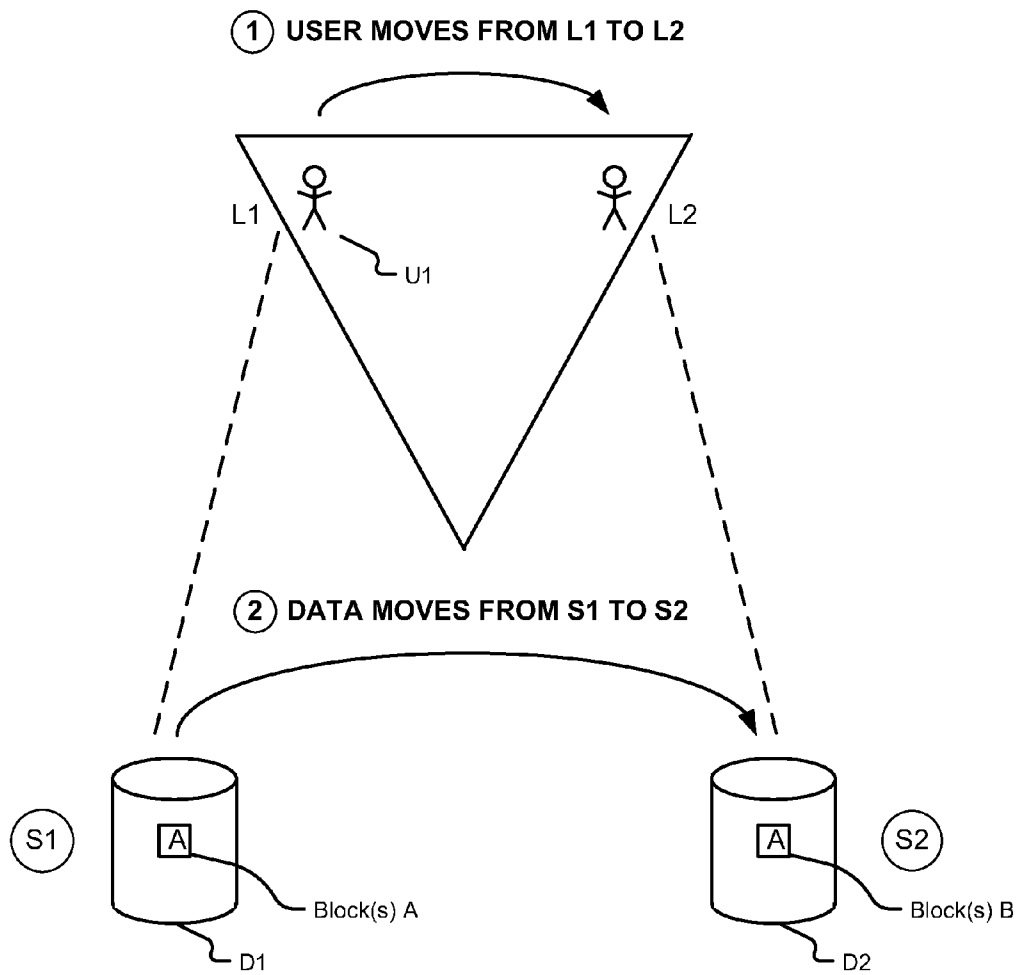 1 USER MOVES FROM L1 TO L2
L1
L2
U1
2 DATA MOVES FROM S1 TO S2
S1
A
A
S2
Block(s) A
Block(s) B
D1
D2